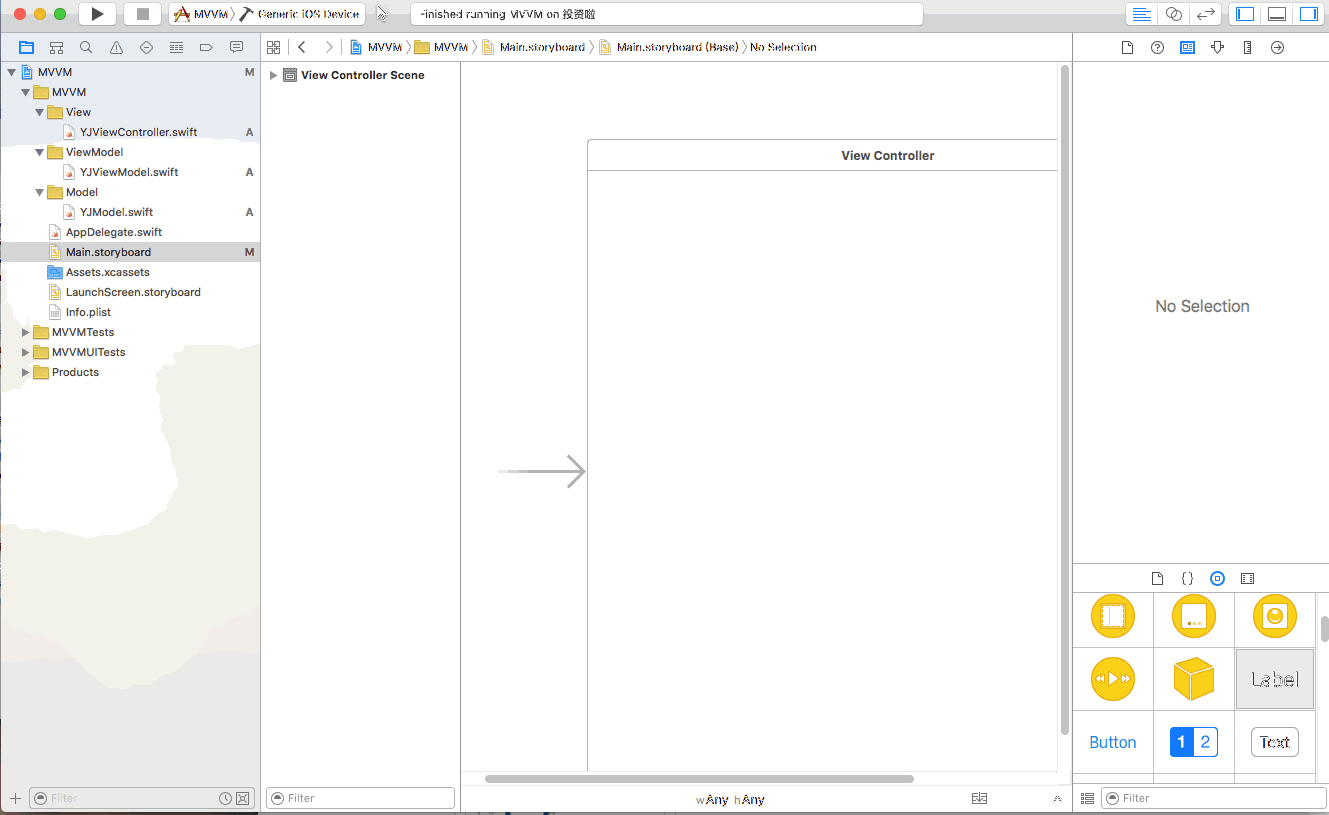 MVVM Generic iOS Device
Finished running MVVM on 投资啦
MVVM MVVM Main.storyboard Main.storyboard (Base) No Selection
MVVM M
MVVM
View
YJViewController.swift A
ViewModel
YJViewModel.swift A
Model
YJModel.swift A
AppDelegate.swift
Main.storyboard M
Assets.xcassets
LaunchScreen.storyboard
Info.plist
MVVMTests
MVVMUITests
Products
Filter
View Controller Scene
Filter
View Controller
wAny hAny
No Selection
Label
Button
1 2
Text
Filter